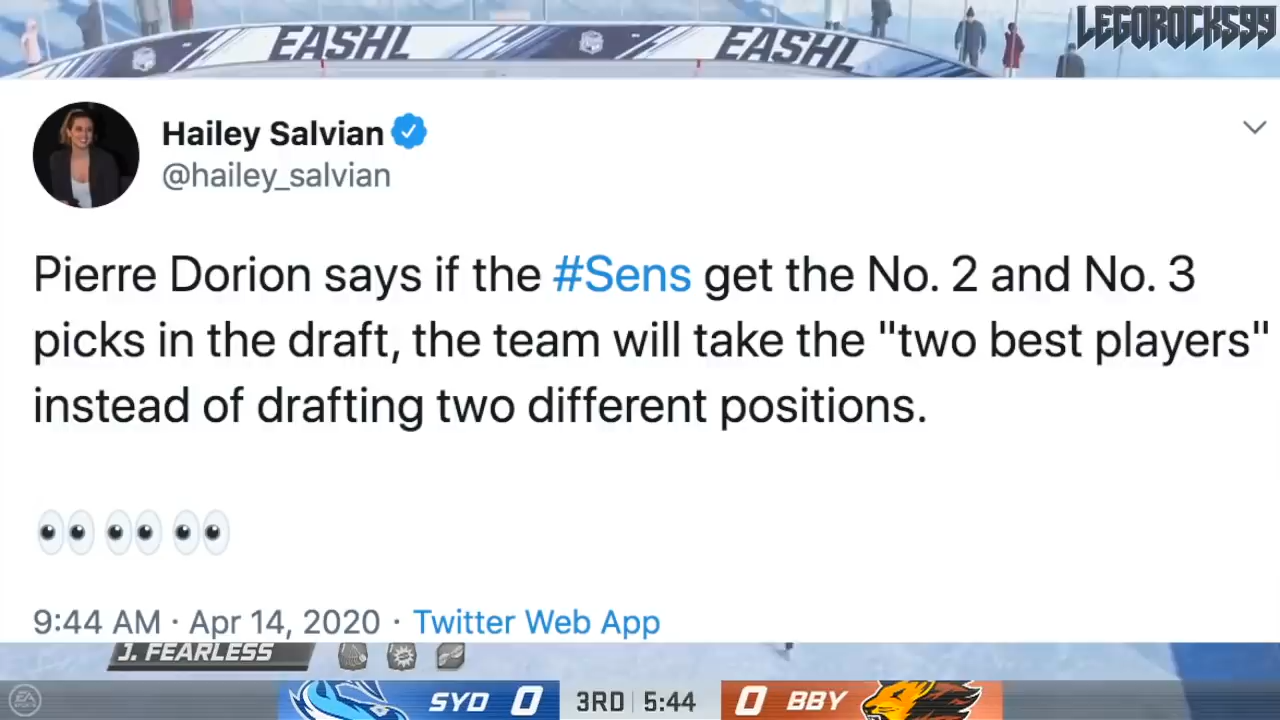 EASHL EASHL
LEGOROCKS99
Hailey Salvian
@hailey_salvian
Pierre Dorion says if the #Sens get the No. 2 and No. 3
picks in the draft, the team will take the "two best players"
instead of drafting two different positions.
👀 👀 👀
9:44 AM · Apr 14, 2020 · Twitter Web App
J. FEARLESS
EA SPORTS
SYD 0 3RD 5:44 0 BBY